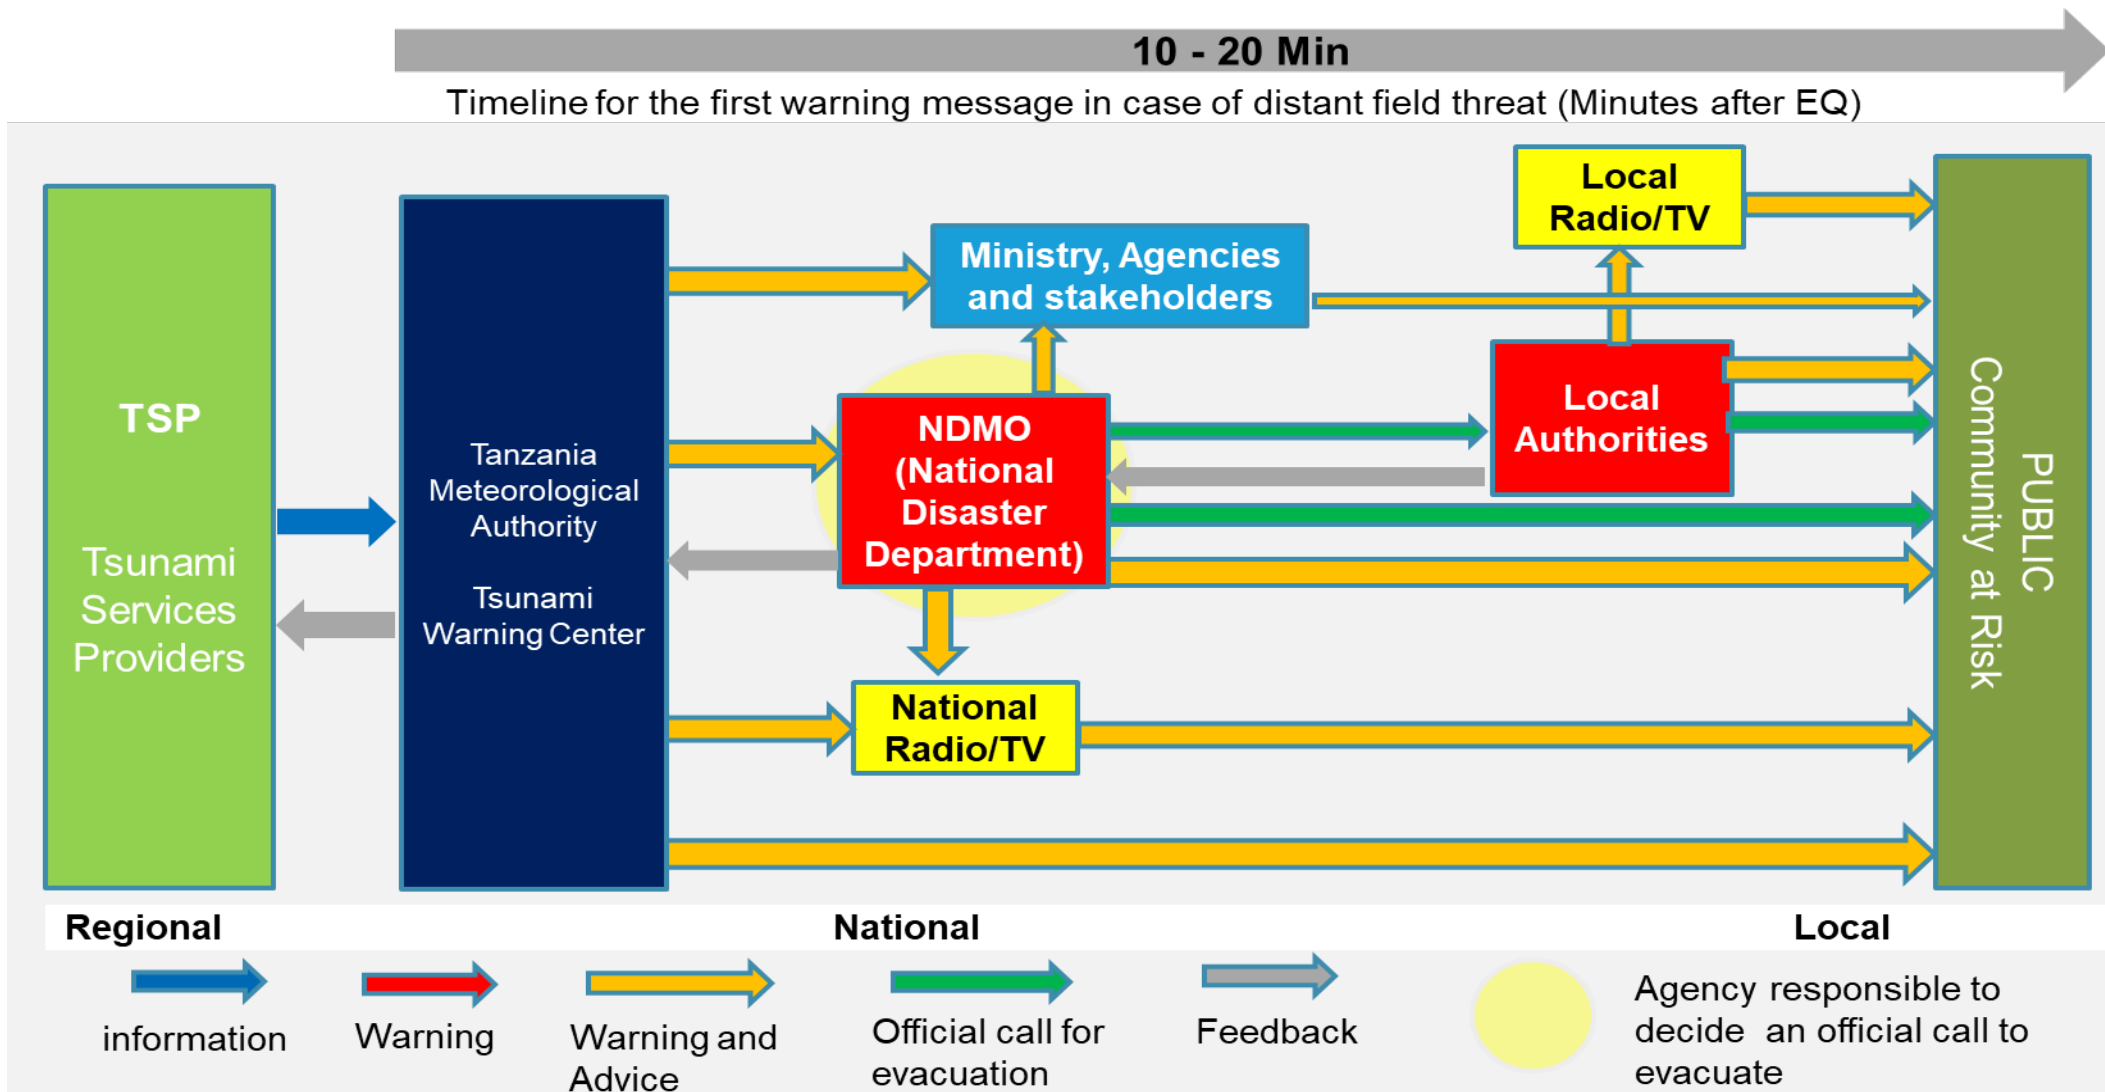 10 - 20 Min
Timeline for the first warning message in case of distant field threat (Minutes after EQ)
TSP
Tsunami
Services
Providers
Tanzania
Meteorological
Authority
Tsunami
Warning Center
Ministry, Agencies
and stakeholders
NDMO
(National
Disaster
Department)
National
Radio/TV
Local
Radio/TV
Local
Authorities
PUBLIC
Community at Risk
Regional
National
Local
information
Warning
Warning and
Advice
Official call for
evacuation
Feedback
Agency responsible to
decide an official call to
evacuate